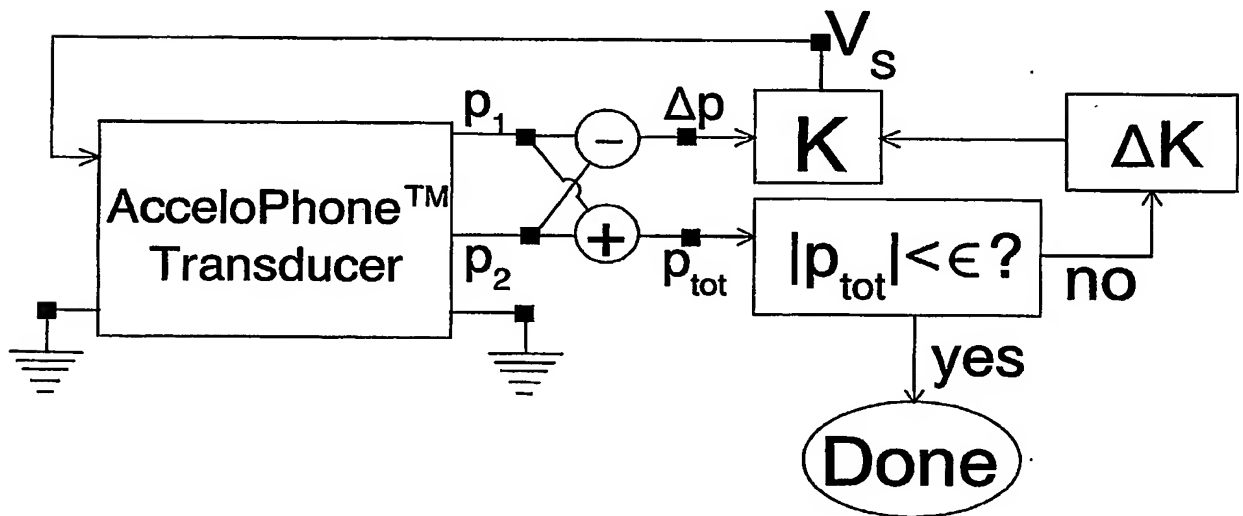 V_S
p_1
Δp
K
ΔK
−
AcceloPhone™
Transducer
+
p_2
p_tot
|p_tot|<ϵ?
no
yes
Done